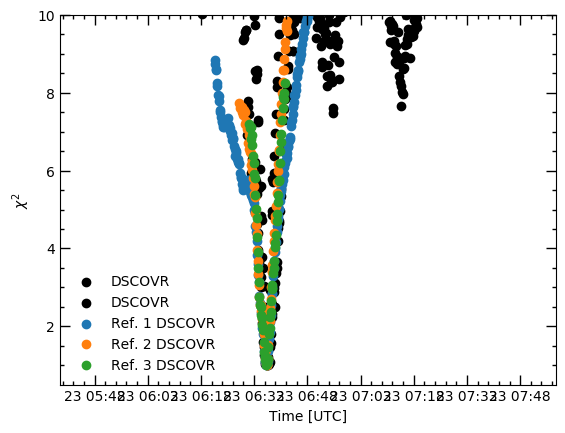 10
8
6
4
2
χ²
DSCOVR
DSCOVR
Ref. 1 DSCOVR
Ref. 2 DSCOVR
Ref. 3 DSCOVR
23 05:48 23 06:03 23 06:18 23 06:33 23 06:48 23 07:03 23 07:18 23 07:33 23 07:48
Time [UTC]